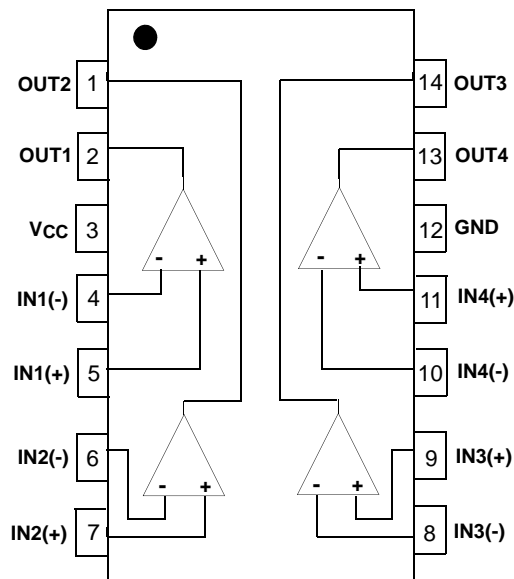 OUT2 1 14 OUT3
OUT1 2 13 OUT4
VCC 3 12 GND
- + - +
IN1(-) 4 11 IN4(+)
IN1(+) 5 10 IN4(-)
IN2(-) 6 9 IN3(+)
- + - +
IN2(+) 7 8 IN3(-)